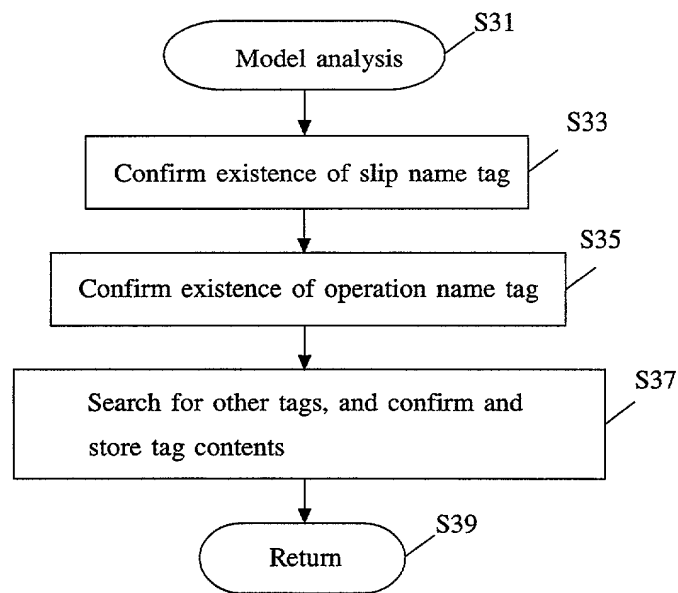 S31
Model analysis
S33
Confirm existence of slip name tag
S35
Confirm existence of operation name tag
S37
Search for other tags, and confirm and
store tag contents
S39
Return